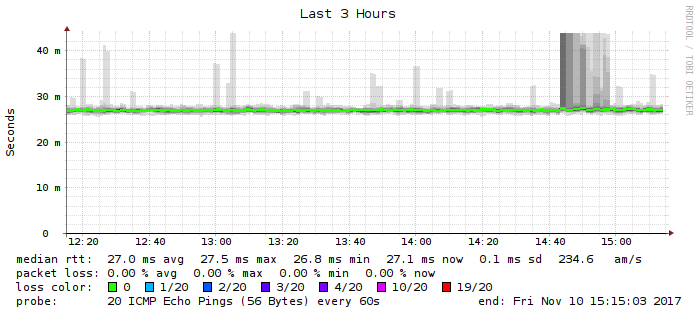 Last 3 Hours
RRDTOOL / TOBI OETIKER
Seconds
40 m
30 m
20 m
10 m
0
12:20 12:40 13:00 13:20 13:40 14:00 14:20 14:40 15:00
median rtt: 27.0 ms avg 27.5 ms max 26.8 ms min 27.1 ms now 0.1 ms sd 234.6 am/s
packet loss: 0.00 % avg 0.00 % max 0.00 % min 0.00 % now
loss color: 0 1/20 2/20 3/20 4/20 10/20 19/20
probe: 20 ICMP Echo Pings (56 Bytes) every 60s end: Fri Nov 10 15:15:03 2017